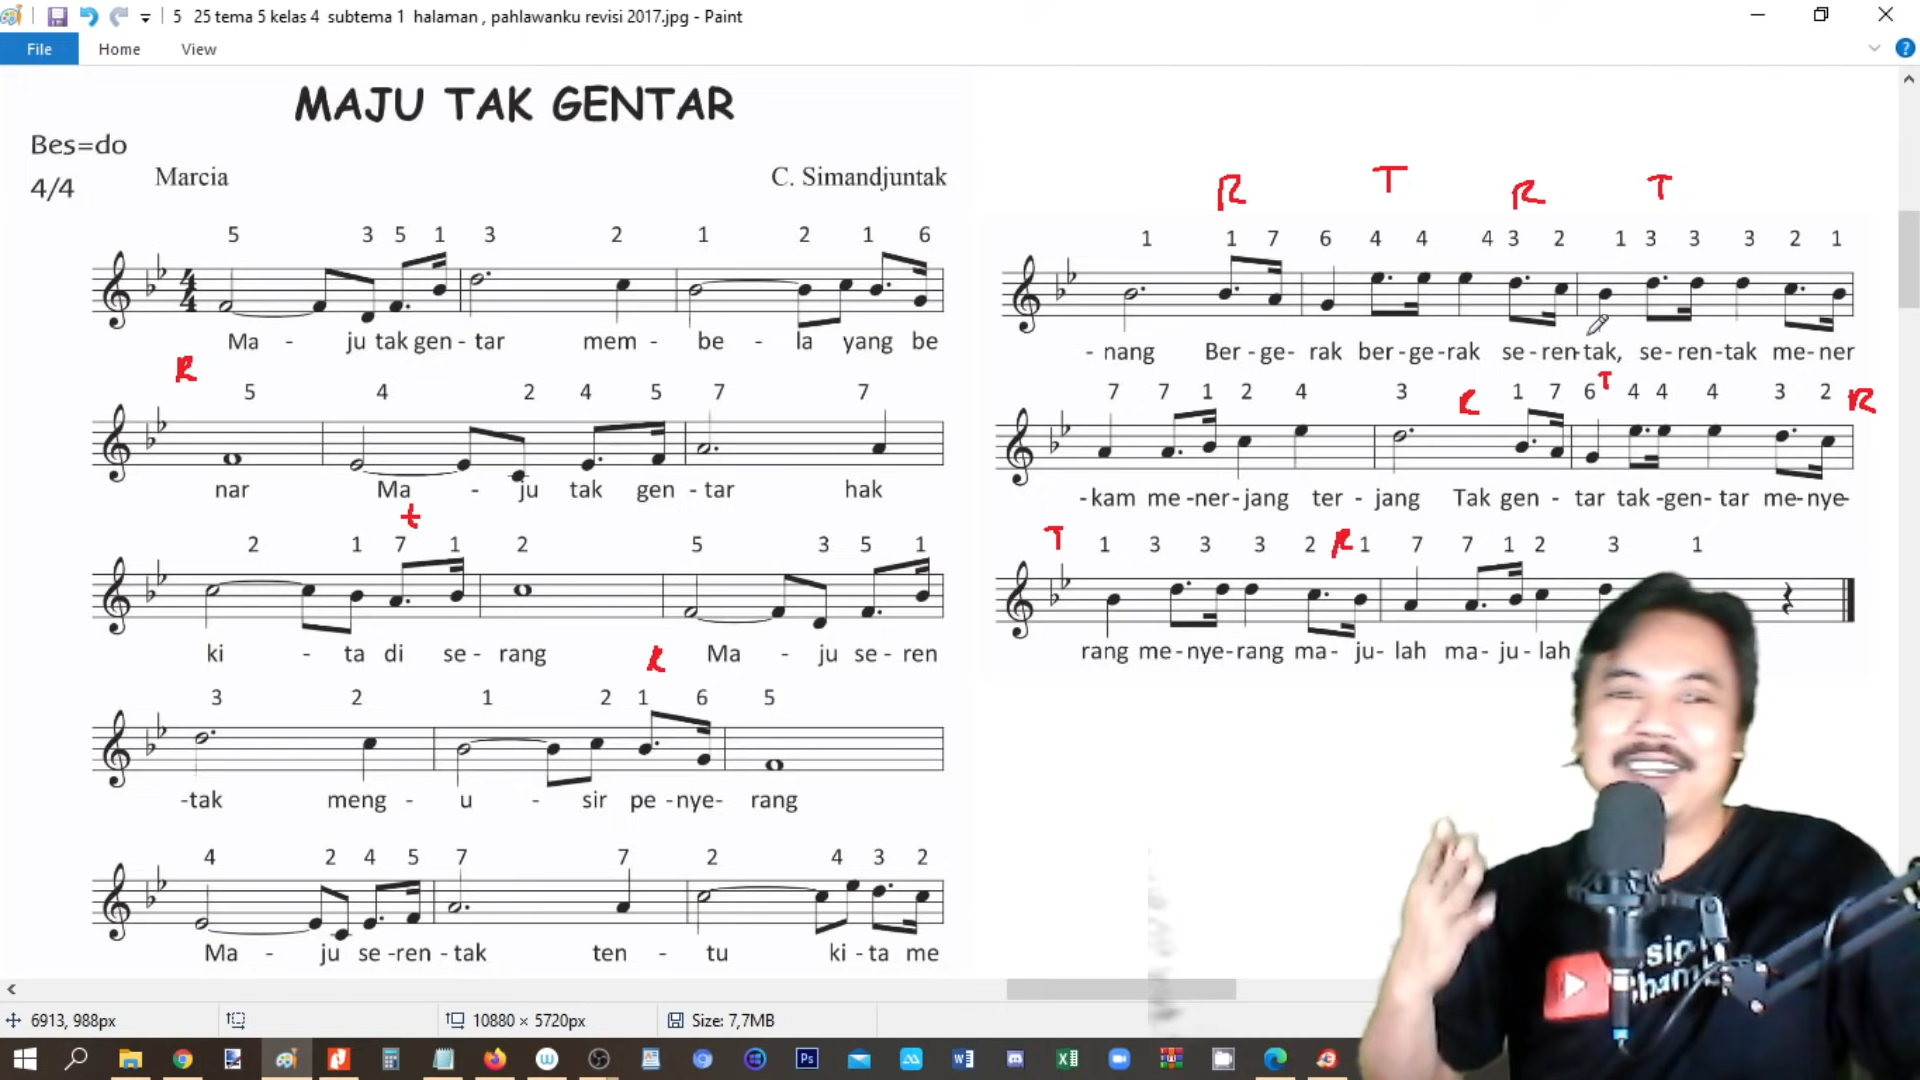 5 25 tema 5 kelas 4 subtema 1 halaman , pahlawanku revisi 2017.jpg - Paint
File Home View
MAJU TAK GENTAR
Bes=do
4/4 Marcia C. Simandjuntak
5 3 5 1 3 2 1 2 1 6
Ma - ju tak gen - tar mem - be - la yang be
R
5 4 2 4 5 7 7
nar Ma - ju tak gen - tar hak
t
2 1 7 1 2 5 3 5 1
ki - ta di se - rang Ma - ju se - ren
R
3 2 1 2 1 6 5
-tak meng - u - sir pe -nye- rang
4 2 4 5 7 7 2 4 3 2
Ma - ju se -ren - tak ten - tu ki - ta me
R T R T
1 1 7 6 4 4 4 3 2 1 3 3 3 2 1
- nang Ber - ge- rak ber - ge -rak se - ren-tak, se - ren -tak me - ner
7 7 1 2 4 3 R 1 7 6 T 4 4 4 3 2 R
-kam me -ner -jang ter - jang Tak gen - tar tak -gen - tar me - nye-
T 1 3 3 3 2 R 1 7 7 1 2 3 1
rang me - nye -rang ma - ju - lah ma - ju - lah
6913, 988px 10880 × 5720px Size: 7,7MB